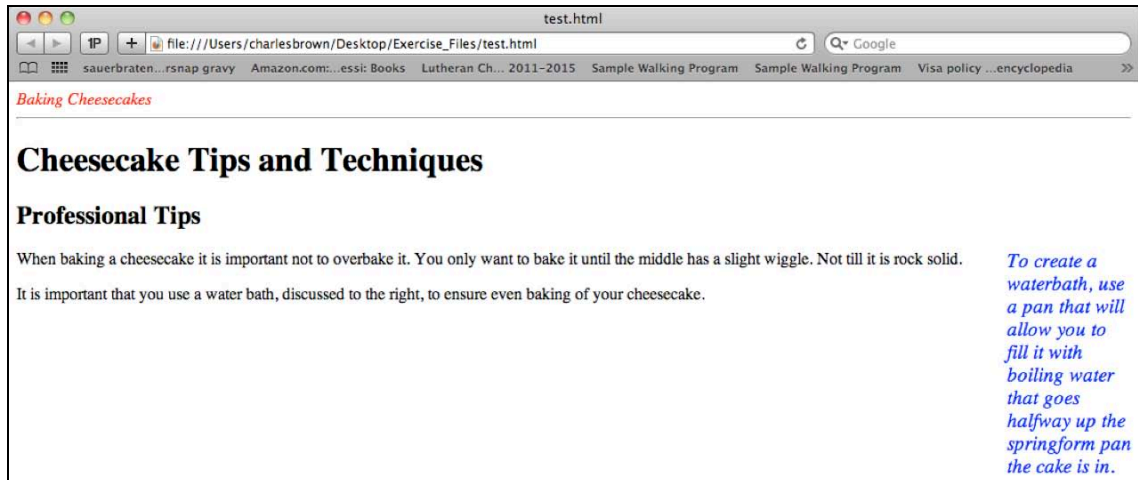 test.html
1P + file:///Users/charlesbrown/Desktop/Exercise_Files/test.html Google
sauerbraten...rsnap gravy Amazon.com:...essi: Books Lutheran Ch... 2011–2015 Sample Walking Program Sample Walking Program Visa policy ...encyclopedia >>
Baking Cheesecakes
Cheesecake Tips and Techniques
Professional Tips
When baking a cheesecake it is important not to overbake it. You only want to bake it until the middle has a slight wiggle. Not till it is rock solid.
It is important that you use a water bath, discussed to the right, to ensure even baking of your cheesecake.
To create a
waterbath, use
a pan that will
allow you to
fill it with
boiling water
that goes
halfway up the
springform pan
the cake is in.